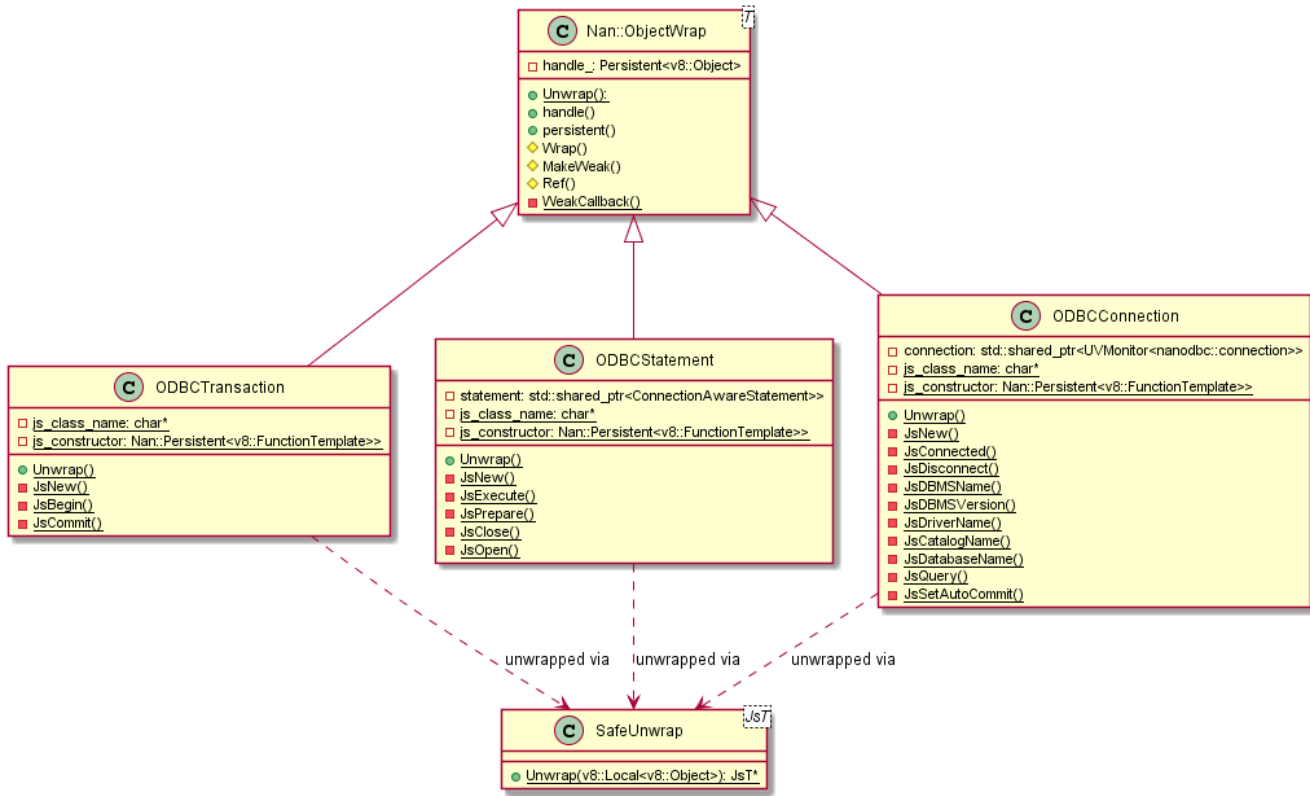 T
C Nan::ObjectWrap
handle_: Persistent<v8::Object>
Unwrap():
handle()
persistent()
Wrap()
MakeWeak()
Ref()
WeakCallback()
C ODBCTransaction
js_class_name: char*
js_constructor: Nan::Persistent<v8::FunctionTemplate>>
Unwrap()
JsNew()
JsBegin()
JsCommit()
C ODBCStatement
statement: std::shared_ptr<ConnectionAwareStatement>>
js_class_name: char*
js_constructor: Nan::Persistent<v8::FunctionTemplate>>
Unwrap()
JsNew()
JsExecute()
JsPrepare()
JsClose()
JsOpen()
C ODBCConnection
connection: std::shared_ptr<UVMonitor<nanodbc::connection>>
js_class_name: char*
js_constructor: Nan::Persistent<v8::FunctionTemplate>>
Unwrap()
JsNew()
JsConnected()
JsDisconnect()
JsDBMSName()
JsDBMSVersion()
JsDriverName()
JsCatalogName()
JsDatabaseName()
JsQuery()
JsSetAutoCommit()
unwrapped via
unwrapped via
unwrapped via
JsT
C SafeUnwrap
Unwrap(v8::Local<v8::Object>): JsT*